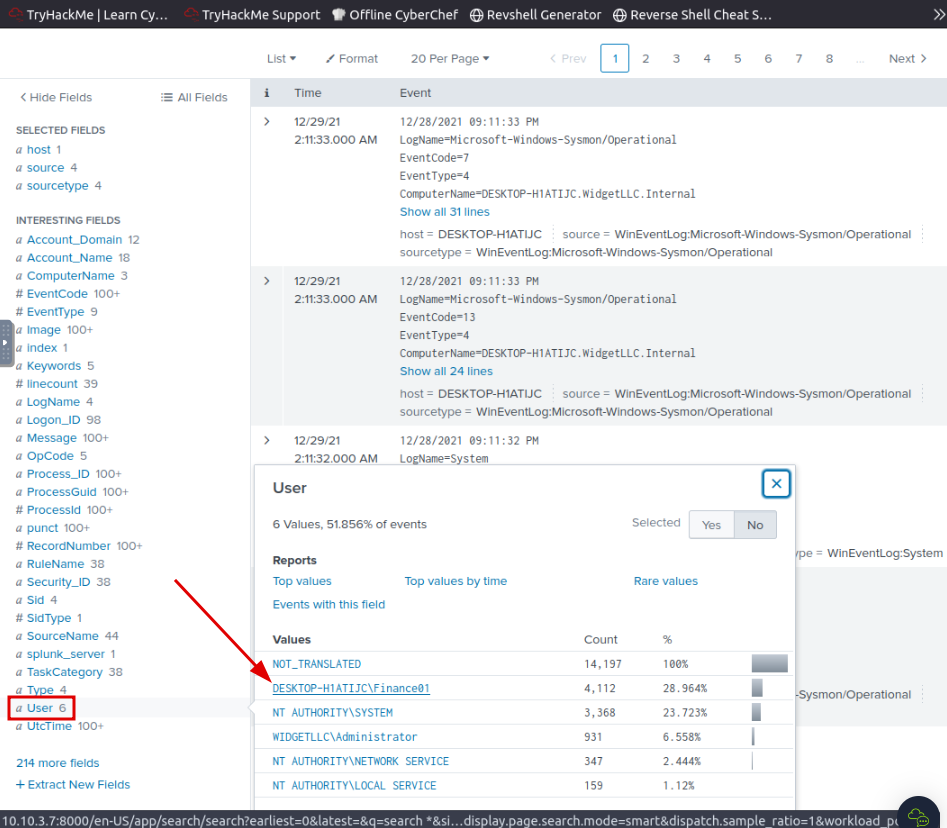 TryHackMe | Learn Cy... TryHackMe Support Offline CyberChef Revshell Generator Reverse Shell Cheat S...
List Format 20 Per Page Prev 1 2 3 4 5 6 7 8 ... Next
Hide Fields All Fields
SELECTED FIELDS
a host 1
a source 4
a sourcetype 4
INTERESTING FIELDS
a Account_Domain 12
a Account_Name 18
a ComputerName 3
# EventCode 100+
# EventType 9
a Image 100+
a index 1
a Keywords 5
# linecount 39
a LogName 4
a Logon_ID 98
a Message 100+
a OpCode 5
a Process_ID 100+
a ProcessGuid 100+
# ProcessId 100+
a punct 100+
# RecordNumber 100+
a RuleName 38
a Security_ID 38
a Sid 4
# SidType 1
a SourceName 44
a splunk_server 1
a TaskCategory 38
a Type 4
a User 6
a UtcTime 100+
214 more fields
+ Extract New Fields
i Time Event
12/29/21 12/28/2021 09:11:33 PM
2:11:33.000 AM LogName=Microsoft-Windows-Sysmon/Operational
EventCode=7
EventType=4
ComputerName=DESKTOP-H1ATIJC.WidgetLLC.Internal
Show all 31 lines
host = DESKTOP-H1ATIJC source = WinEventLog:Microsoft-Windows-Sysmon/Operational
sourcetype = WinEventLog:Microsoft-Windows-Sysmon/Operational
12/29/21 12/28/2021 09:11:33 PM
2:11:33.000 AM LogName=Microsoft-Windows-Sysmon/Operational
EventCode=13
EventType=4
ComputerName=DESKTOP-H1ATIJC.WidgetLLC.Internal
Show all 24 lines
host = DESKTOP-H1ATIJC source = WinEventLog:Microsoft-Windows-Sysmon/Operational
sourcetype = WinEventLog:Microsoft-Windows-Sysmon/Operational
12/29/21 12/28/2021 09:11:32 PM
2:11:32.000 AM LogName=System
User
6 Values, 51.856% of events Selected Yes No
Reports
Top values Top values by time Rare values
Events with this field
Values Count %
NOT_TRANSLATED 14,197 100%
DESKTOP-H1ATIJC\Finance01 4,112 28.964%
NT AUTHORITY\SYSTEM 3,368 23.723%
WIDGETLLC\Administrator 931 6.558%
NT AUTHORITY\NETWORK SERVICE 347 2.444%
NT AUTHORITY\LOCAL SERVICE 159 1.12%
ype = WinEventLog:System
-Sysmon/Operational
10.10.3.7:8000/en-US/app/search/search?earliest=0&latest=&q=search *&si...display.page.search.mode=smart&dispatch.sample_ratio=1&workload_po